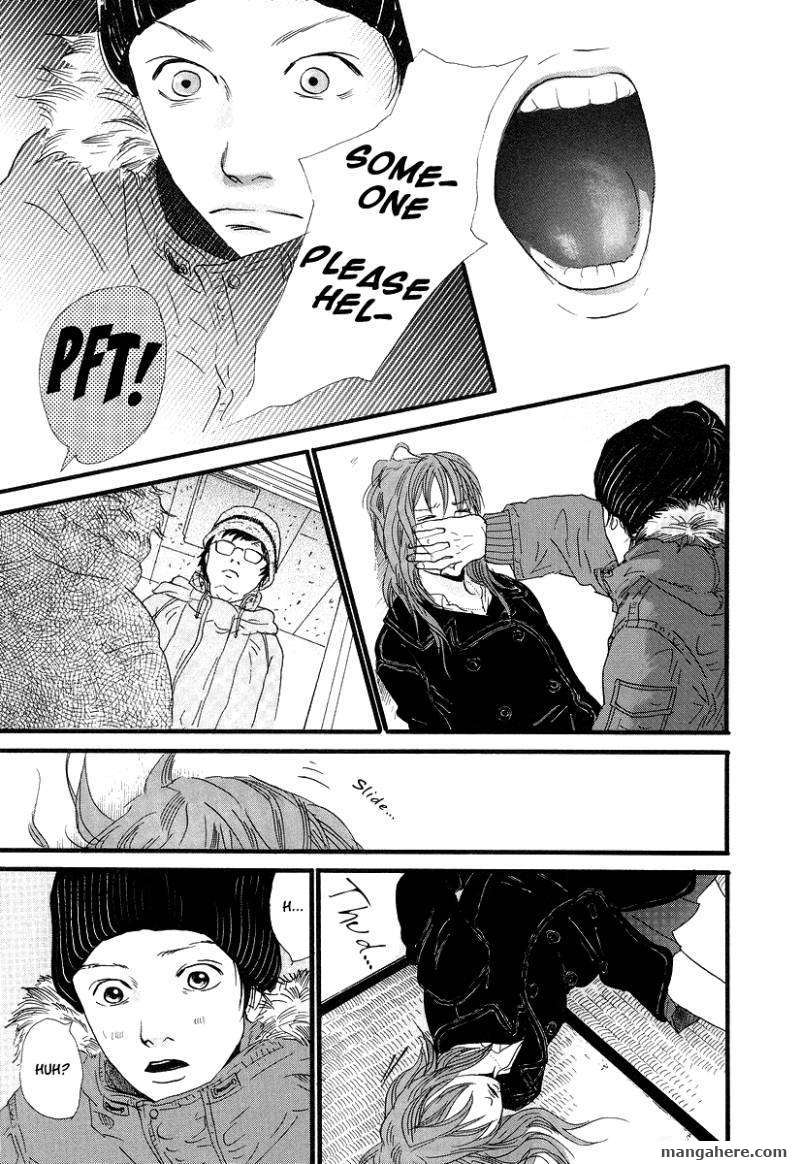 SOME-
ONE
PLEASE
HEL-
PFT!
Slide...
Thud...
H...
HUH?
mangahere.com